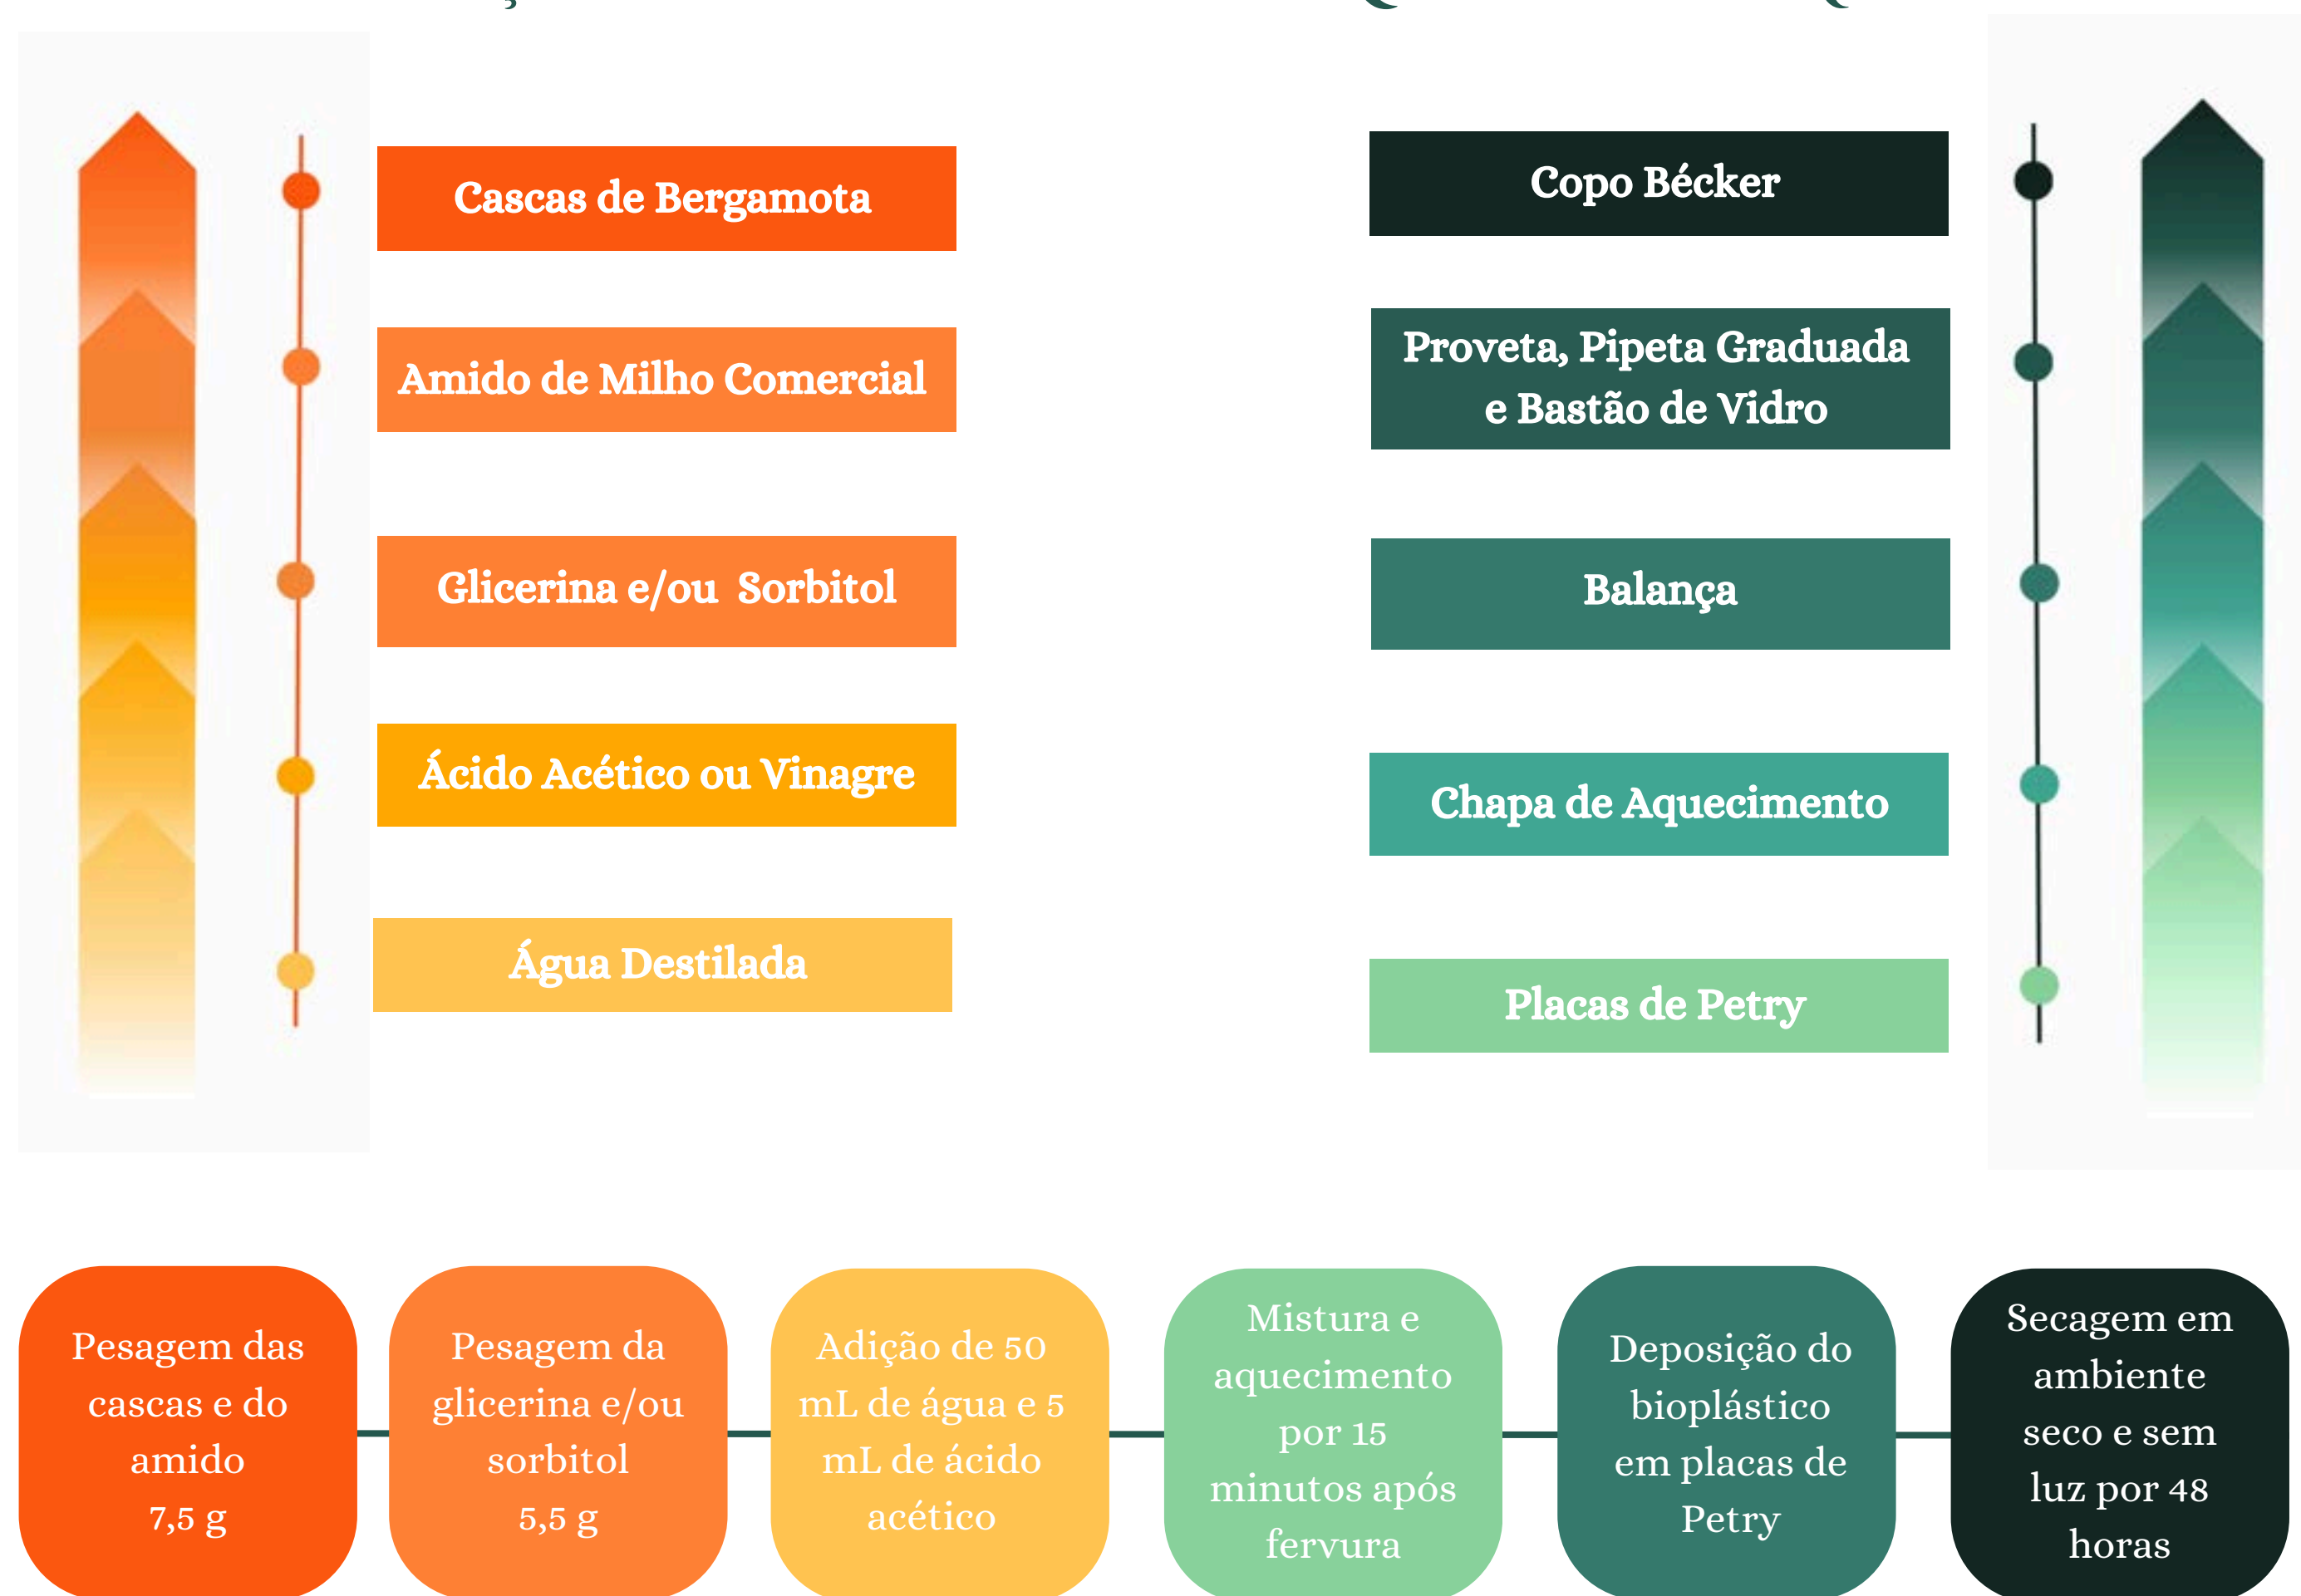 Cascas de Bergamota
Amido de Milho Comercial
Glicerina e/ou Sorbitol
Ácido Acético ou Vinagre
Água Destilada
Copo Bécker
Proveta, Pipeta Graduada
e Bastão de Vidro
Balança
Chapa de Aquecimento
Placas de Petry
Pesagem das
cascas e do
amido
7,5 g
Pesagem da
glicerina e/ou
sorbitol
5,5 g
Adição de 50
mL de água e 5
mL de ácido
acético
Mistura e
aquecimento
por 15
minutos após
fervura
Deposição do
bioplástico
em placas de
Petry
Secagem em
ambiente
seco e sem
luz por 48
horas